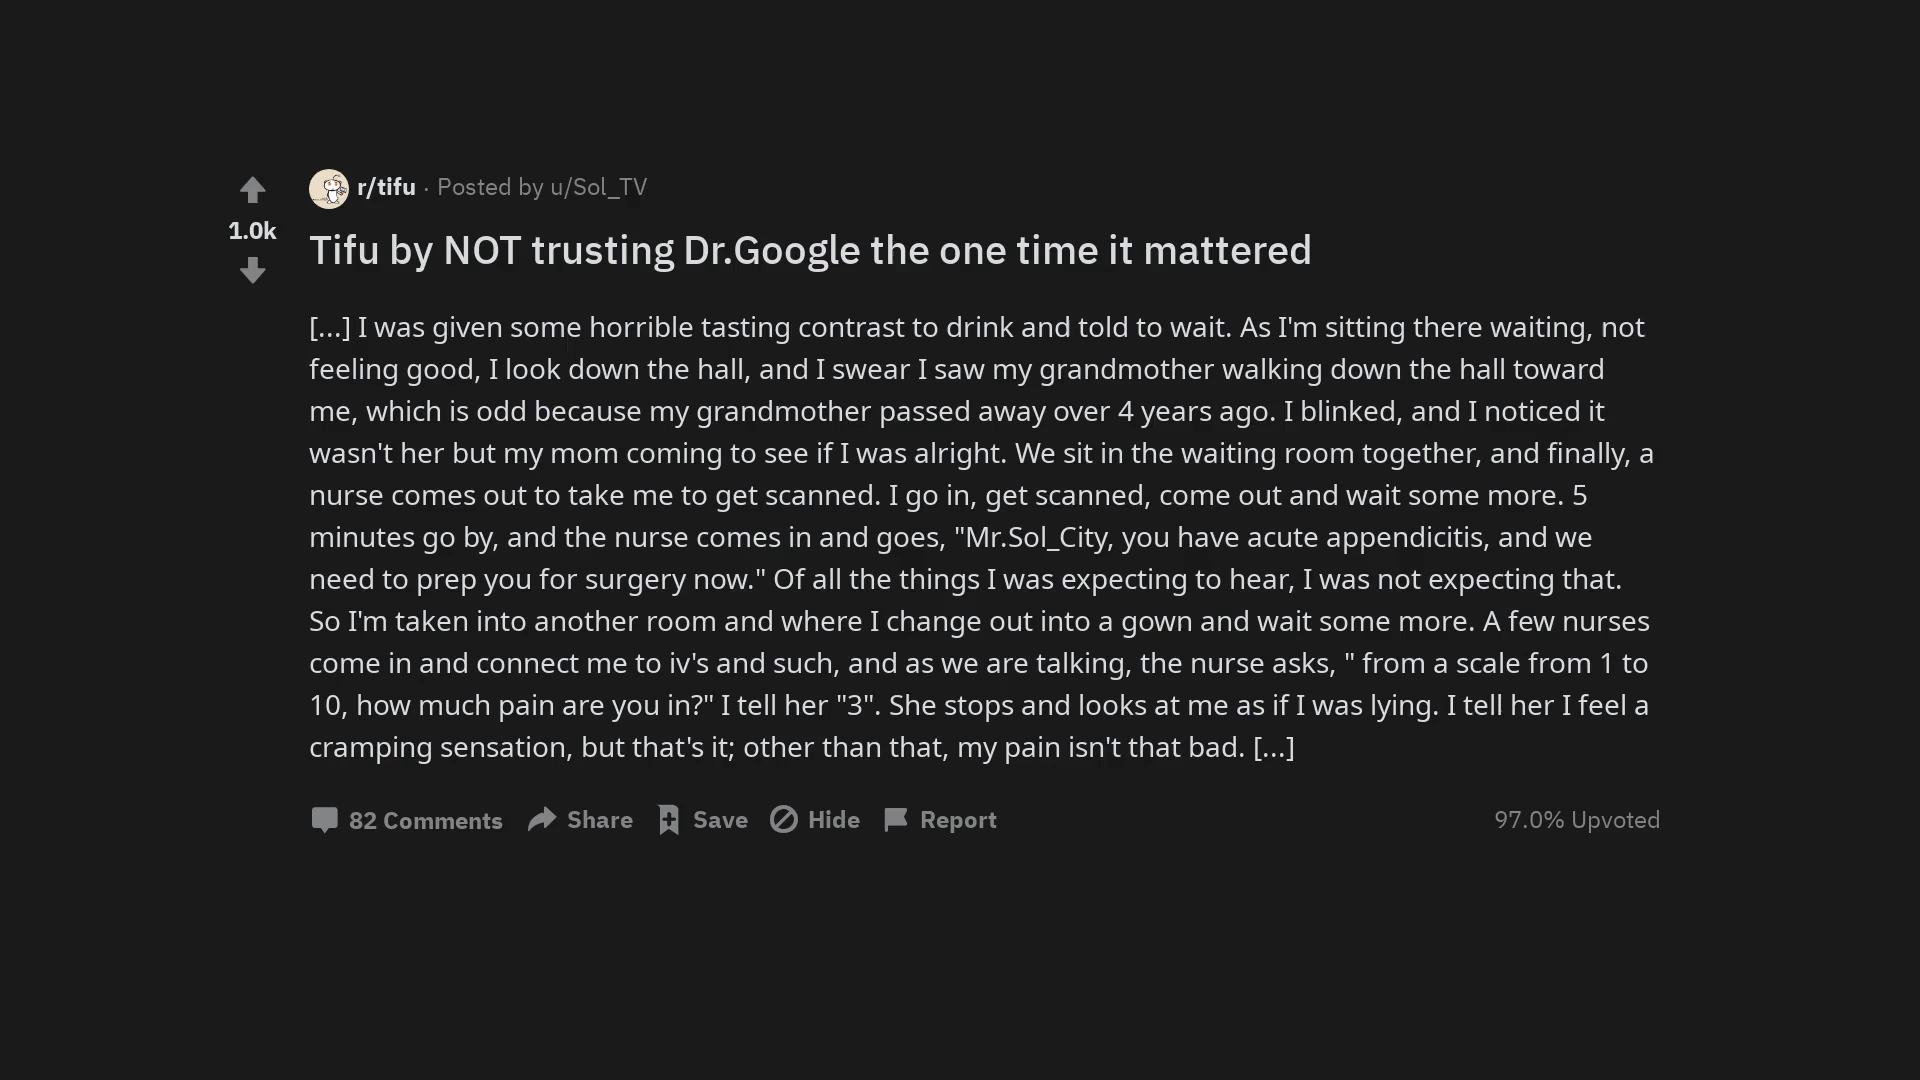 r/tifu · Posted by u/Sol_TV
1.0k
Tifu by NOT trusting Dr.Google the one time it mattered
[...] I was given some horrible tasting contrast to drink and told to wait. As I'm sitting there waiting, not
feeling good, I look down the hall, and I swear I saw my grandmother walking down the hall toward
me, which is odd because my grandmother passed away over 4 years ago. I blinked, and I noticed it
wasn't her but my mom coming to see if I was alright. We sit in the waiting room together, and finally, a
nurse comes out to take me to get scanned. I go in, get scanned, come out and wait some more. 5
minutes go by, and the nurse comes in and goes, "Mr.Sol_City, you have acute appendicitis, and we
need to prep you for surgery now." Of all the things I was expecting to hear, I was not expecting that.
So I'm taken into another room and where I change out into a gown and wait some more. A few nurses
come in and connect me to iv's and such, and as we are talking, the nurse asks, " from a scale from 1 to
10, how much pain are you in?" I tell her "3". She stops and looks at me as if I was lying. I tell her I feel a
cramping sensation, but that's it; other than that, my pain isn't that bad. [...]
82 Comments Share Save Hide Report 97.0% Upvoted